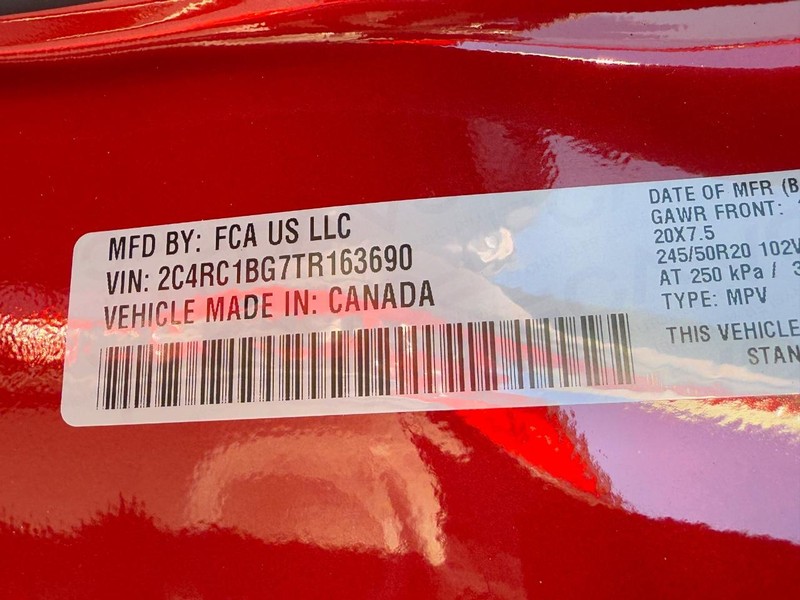 MFD BY: FCA US LLC
VIN: 2C4RC1BG7TR163690
VEHICLE MADE IN: CANADA
DATE OF MFR (B
GAWR FRONT:
20X7.5
245/50R20 102V
AT 250 kPa / 3
TYPE: MPV
THIS VEHICLE
STAN